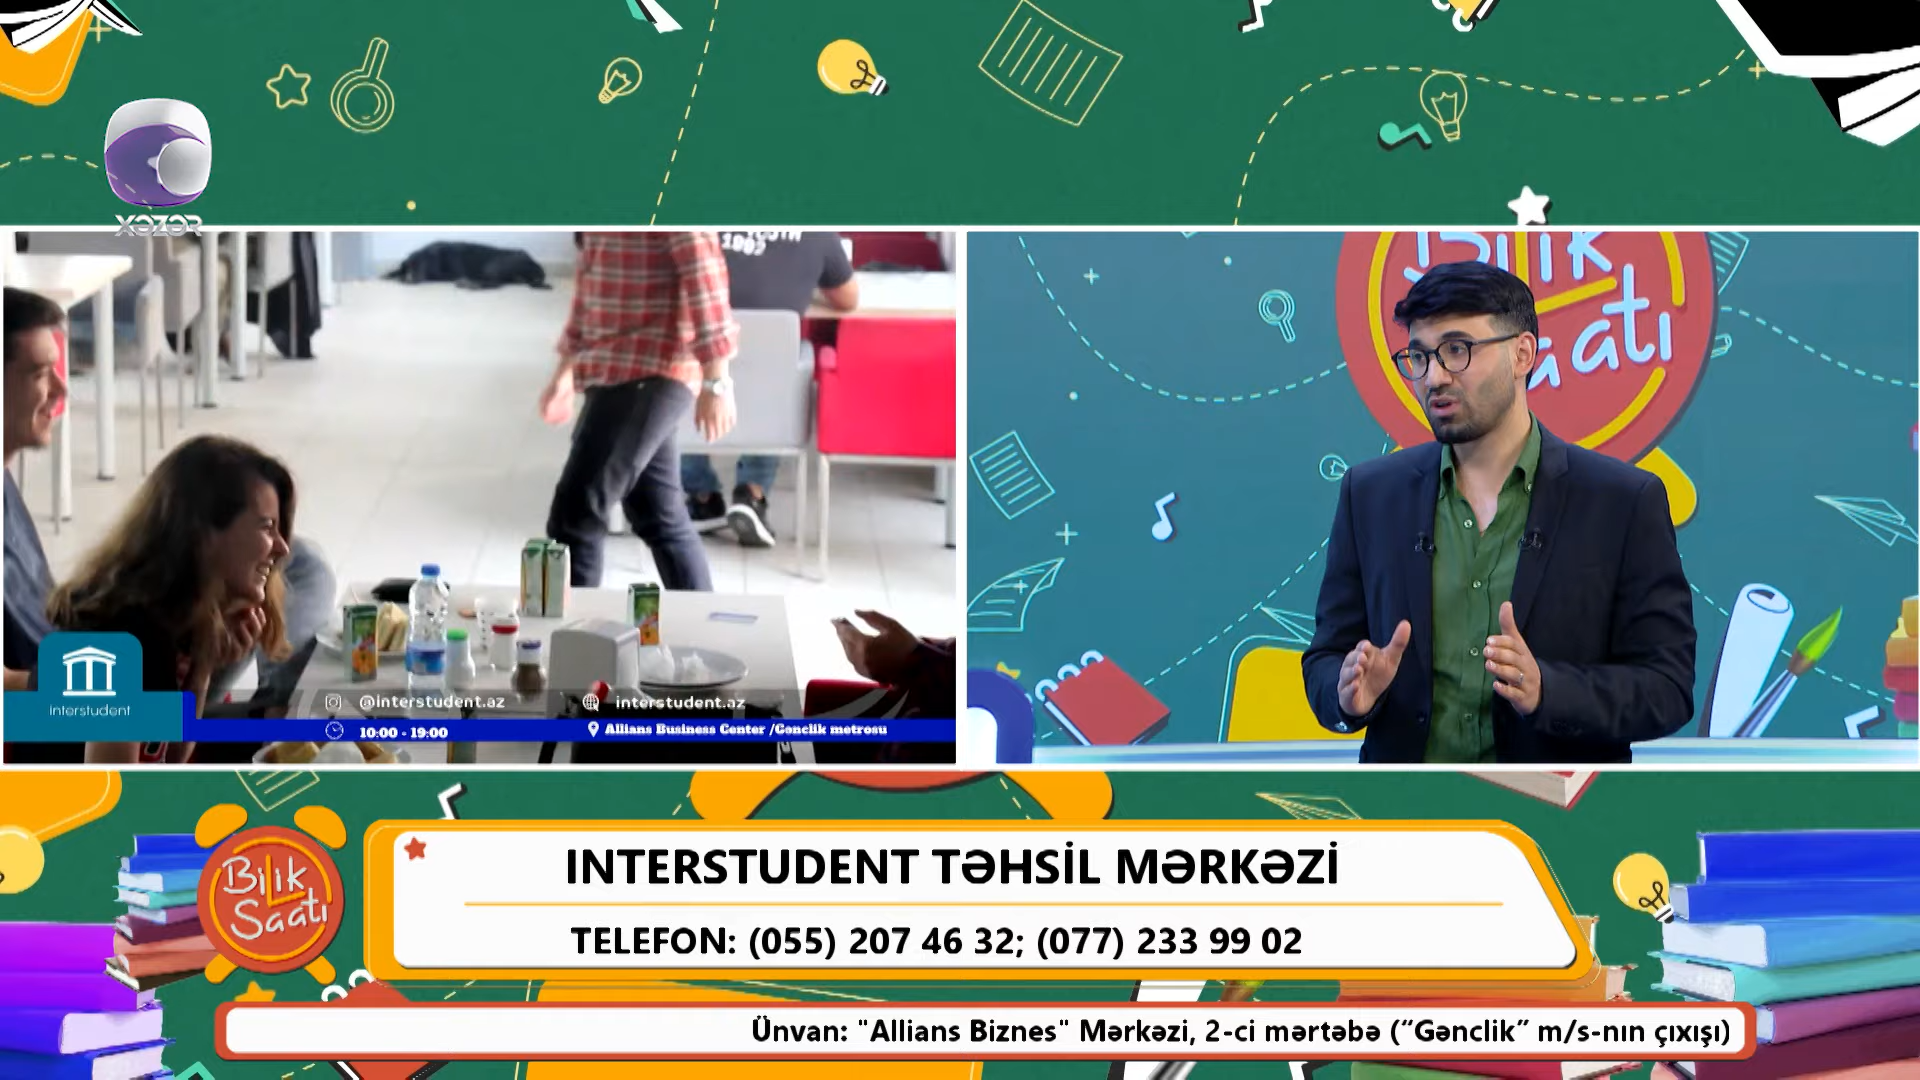 XəZəR
1992
Bilik
Saatı
interstudent
@interstudent.az
interstudent.az
10:00 - 19:00
Allians Business Center /Gənclik metrosu
Bilik
Saatı
INTERSTUDENT TƏHSİL MƏRKƏZİ
TELEFON: (055) 207 46 32; (077) 233 99 02
Ünvan: "Allians Biznes" Mərkəzi, 2-ci mərtəbə (“Gənclik” m/s-nın çıxışı)